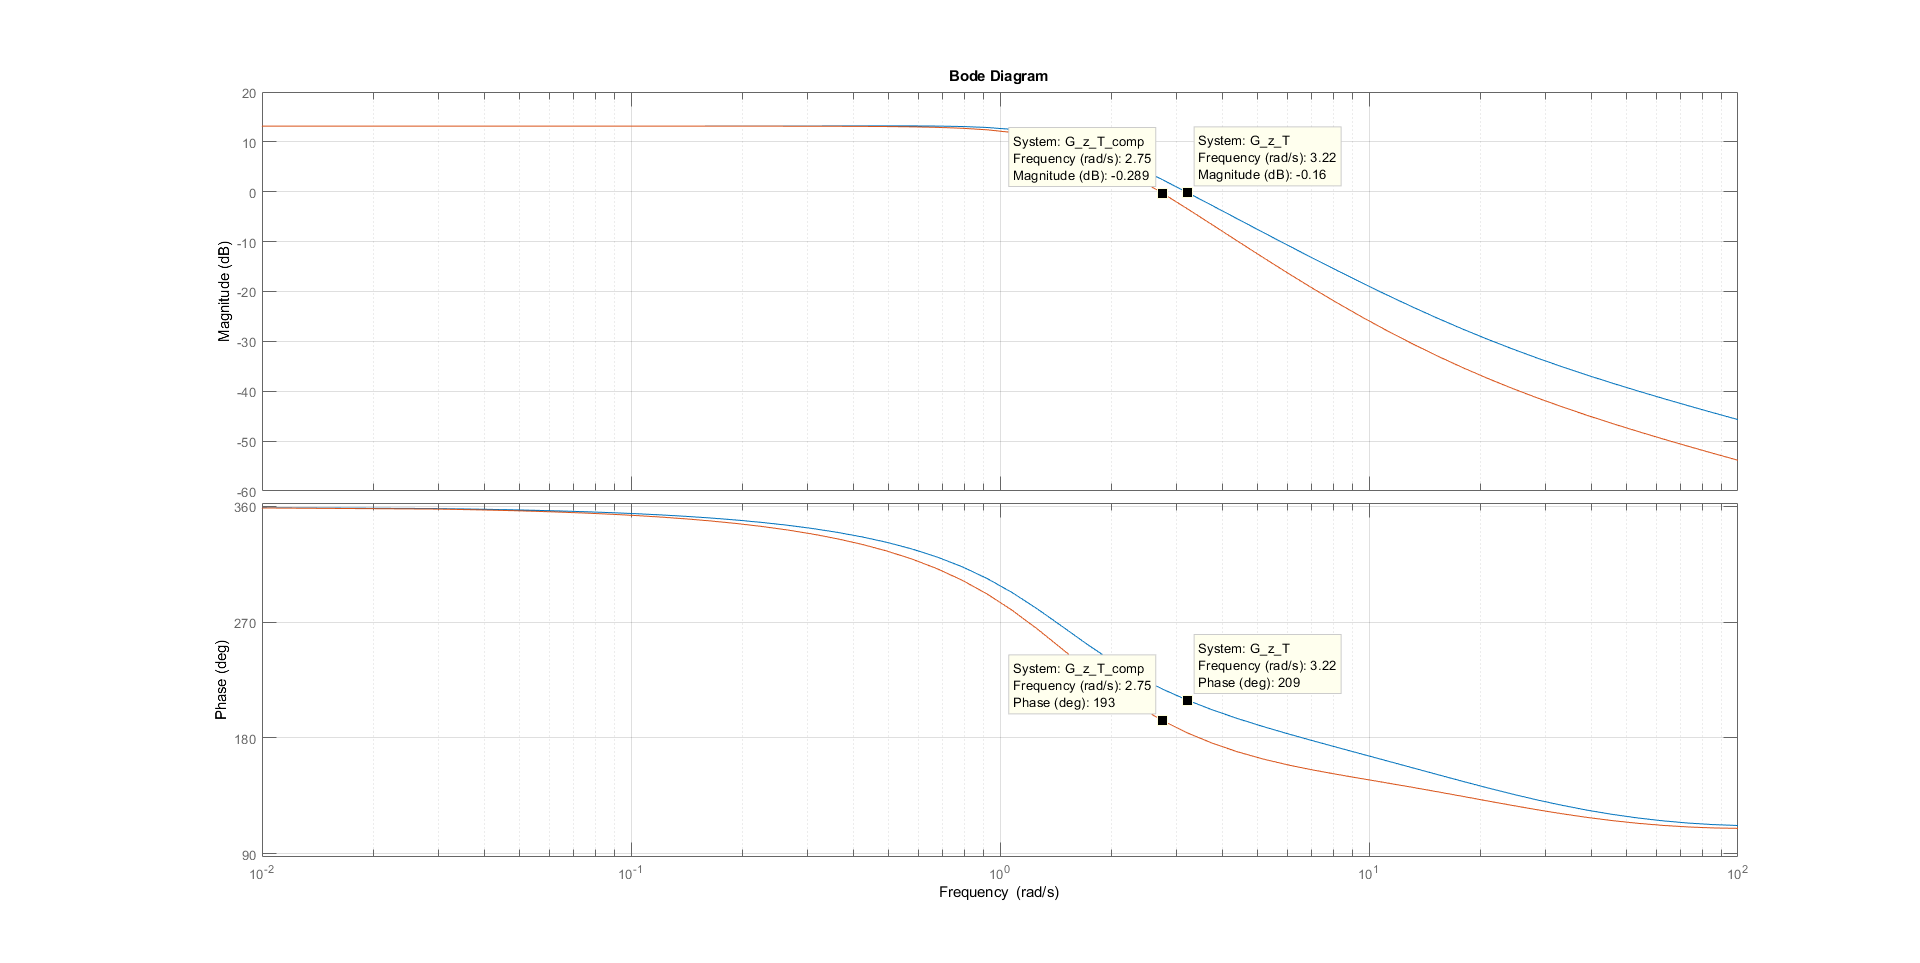 Bode Diagram
Magnitude (dB)
20
10
0
-10
-20
-30
-40
-50
-60
System: G_z_T_comp
Frequency (rad/s): 2.75
Magnitude (dB): -0.289
System: G_z_T
Frequency (rad/s): 3.22
Magnitude (dB): -0.16
Phase (deg)
360
270
180
90
System: G_z_T_comp
Frequency (rad/s): 2.75
Phase (deg): 193
System: G_z_T
Frequency (rad/s): 3.22
Phase (deg): 209
10^-2 10^-1 10^0 10^1 10^2
Frequency (rad/s)